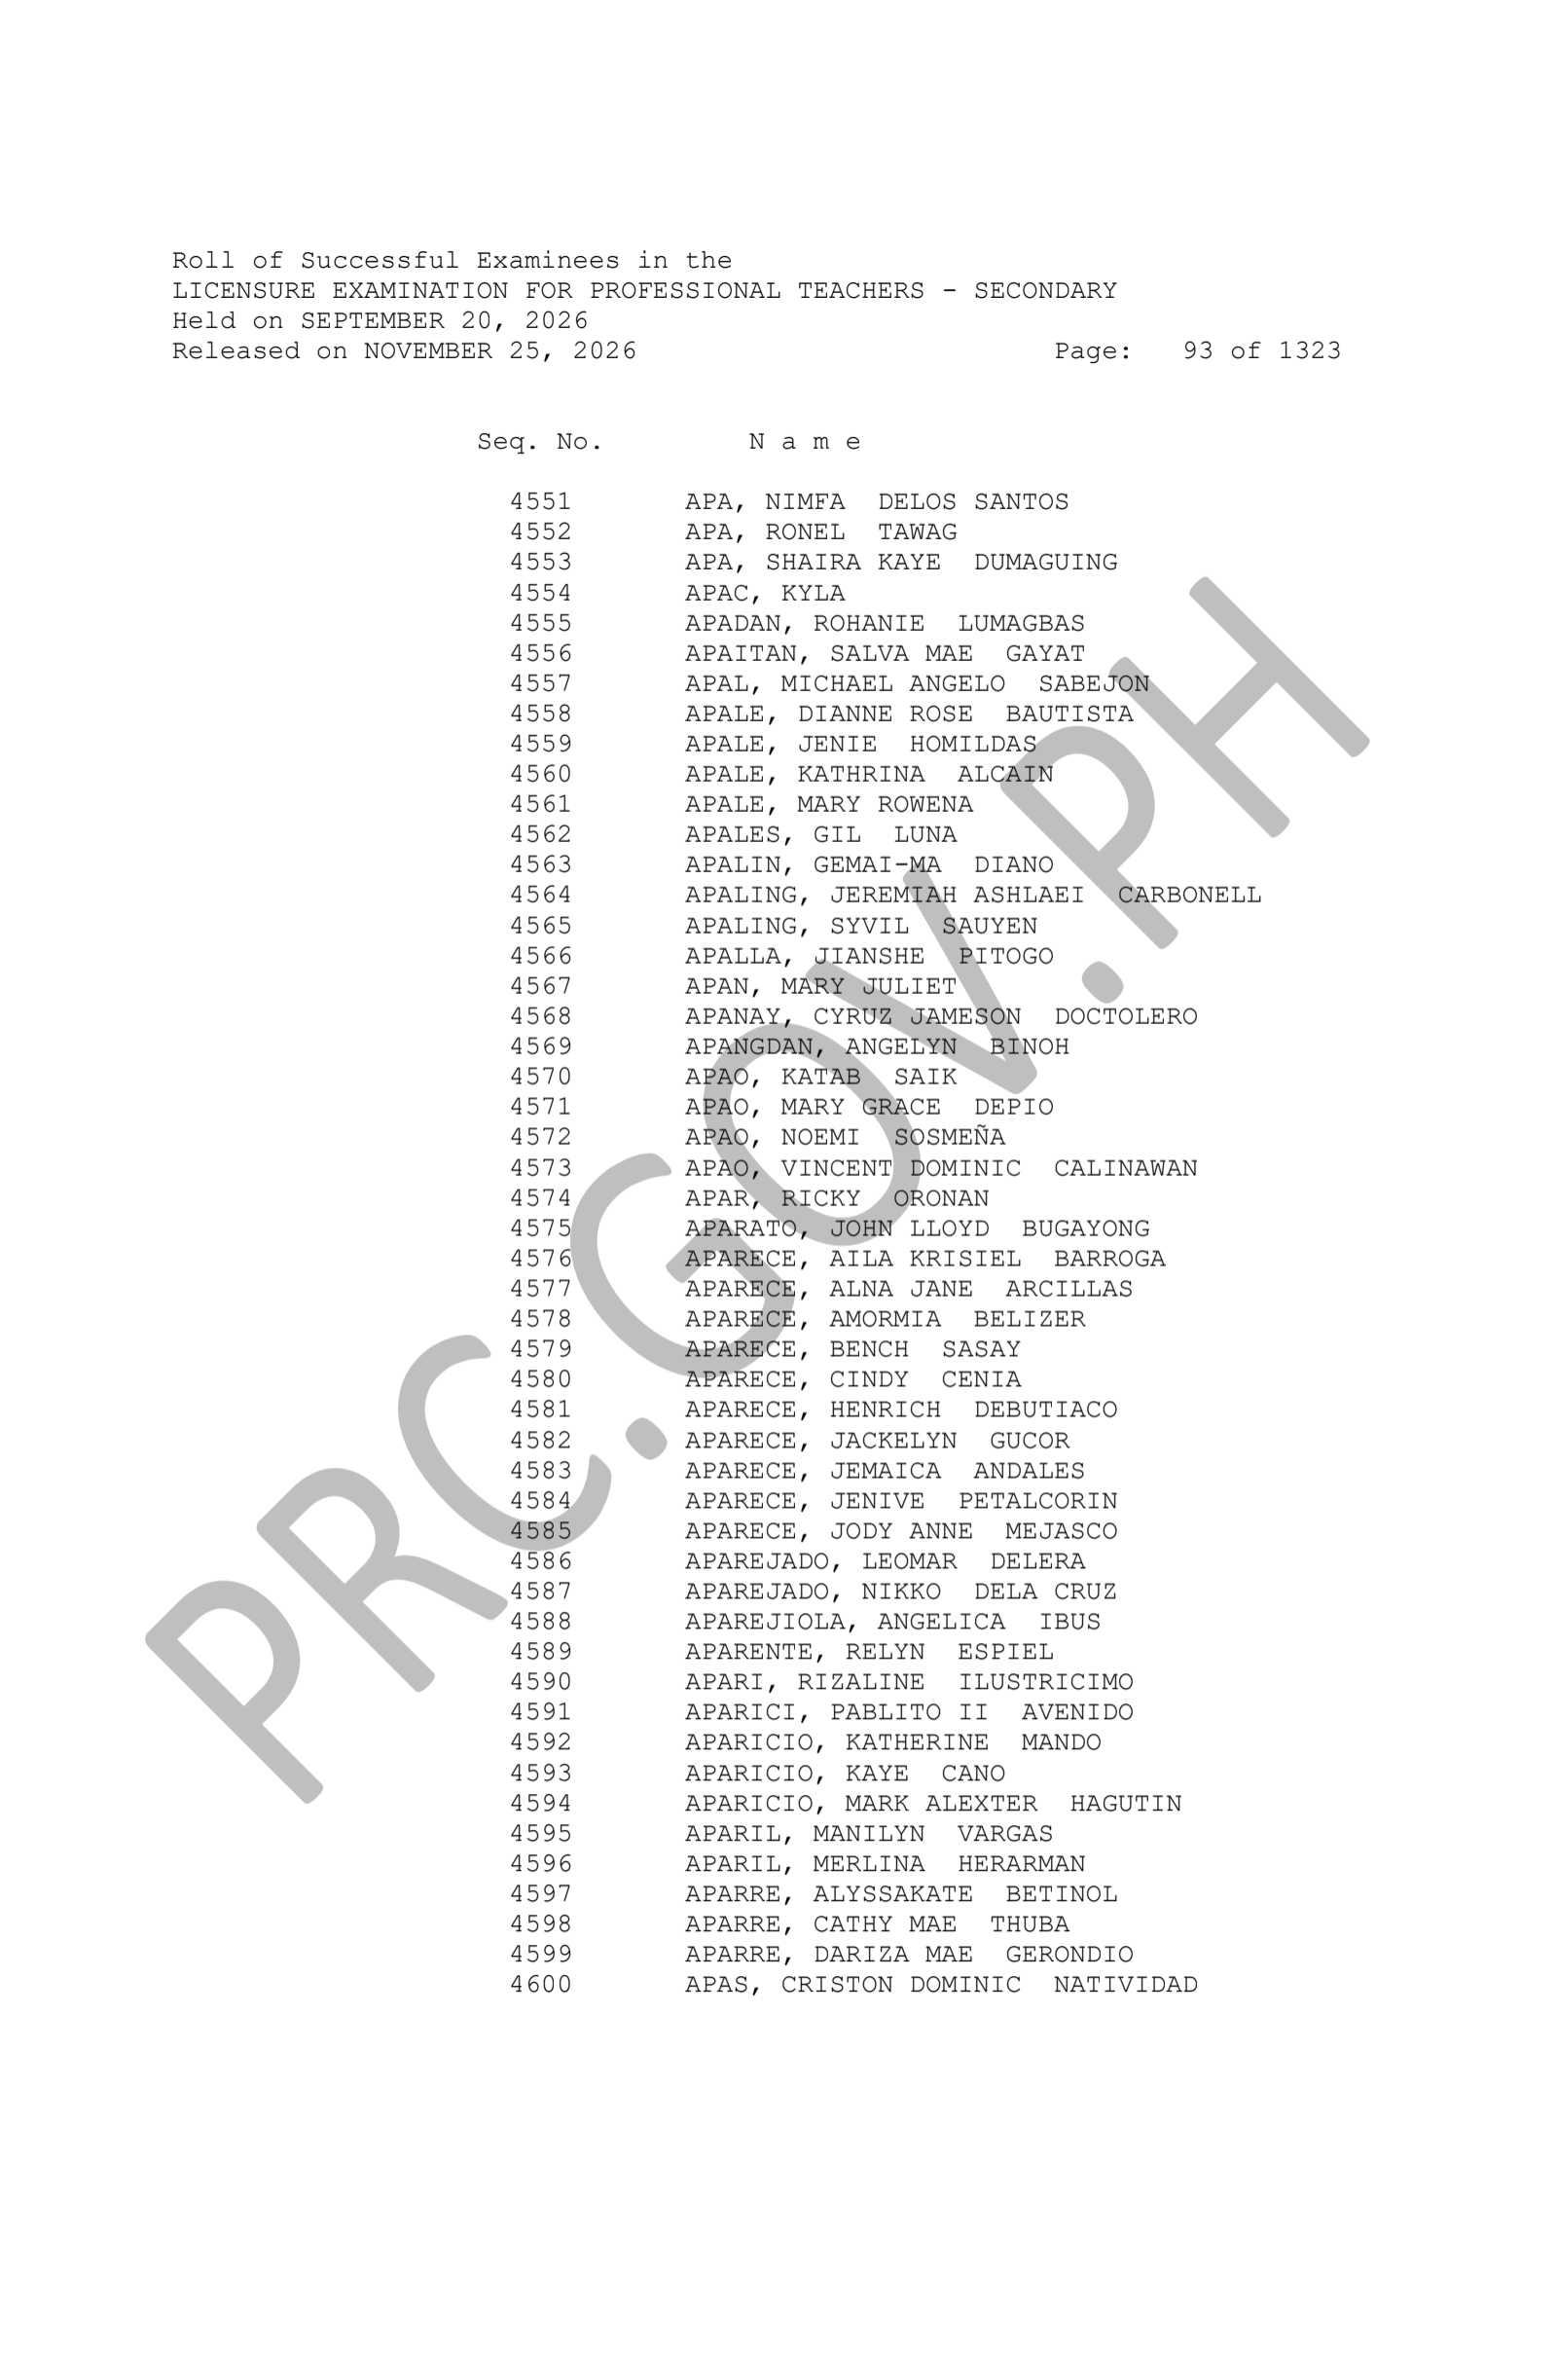 Roll of Successful Examinees in the
LICENSURE EXAMINATION FOR PROFESSIONAL TEACHERS - SECONDARY
Held on SEPTEMBER 20, 2026
Released on NOVEMBER 25, 2026 Page: 93 of 1323
Seq. No. N a m e
4551 APA, NIMFA DELOS SANTOS
4552 APA, RONEL TAWAG
4553 APA, SHAIRA KAYE DUMAGUING
4554 APAC, KYLA
4555 APADAN, ROHANIE LUMAGBAS
4556 APAITAN, SALVA MAE GAYAT
4557 APAL, MICHAEL ANGELO SABEJON
4558 APALE, DIANNE ROSE BAUTISTA
4559 APALE, JENIE HOMILDAS
4560 APALE, KATHRINA ALCAIN
4561 APALE, MARY ROWENA
4562 APALES, GIL LUNA
4563 APALIN, GEMAI-MA DIANO
4564 APALING, JEREMIAH ASHLAEI CARBONELL
4565 APALING, SYVIL SAUYEN
4566 APALLA, JIANSHE PITOGO
4567 APAN, MARY JULIET
4568 APANAY, CYRUZ JAMESON DOCTOLERO
4569 APANGDAN, ANGELYN BINOH
4570 APAO, KATAB SAIK
4571 APAO, MARY GRACE DEPIO
4572 APAO, NOEMI SOSMEÑA
4573 APAO, VINCENT DOMINIC CALINAWAN
4574 APAR, RICKY ORONAN
4575 APARATO, JOHN LLOYD BUGAYONG
4576 APARECE, AILA KRISIEL BARROGA
4577 APARECE, ALNA JANE ARCILLAS
4578 APARECE, AMORMIA BELIZER
4579 APARECE, BENCH SASAY
4580 APARECE, CINDY CENIA
4581 APARECE, HENRICH DEBUTIACO
4582 APARECE, JACKELYN GUCOR
4583 APARECE, JEMAICA ANDALES
4584 APARECE, JENIVE PETALCORIN
4585 APARECE, JODY ANNE MEJASCO
4586 APAREJADO, LEOMAR DELERA
4587 APAREJADO, NIKKO DELA CRUZ
4588 APAREJIOLA, ANGELICA IBUS
4589 APARENTE, RELYN ESPIEL
4590 APARI, RIZALINE ILUSTRICIMO
4591 APARICI, PABLITO II AVENIDO
4592 APARICIO, KATHERINE MANDO
4593 APARICIO, KAYE CANO
4594 APARICIO, MARK ALEXTER HAGUTIN
4595 APARIL, MANILYN VARGAS
4596 APARIL, MERLINA HERARMAN
4597 APARRE, ALYSSAKATE BETINOL
4598 APARRE, CATHY MAE THUBA
4599 APARRE, DARIZA MAE GERONDIO
4600 APAS, CRISTON DOMINIC NATIVIDAD
PRC.GOV.PH